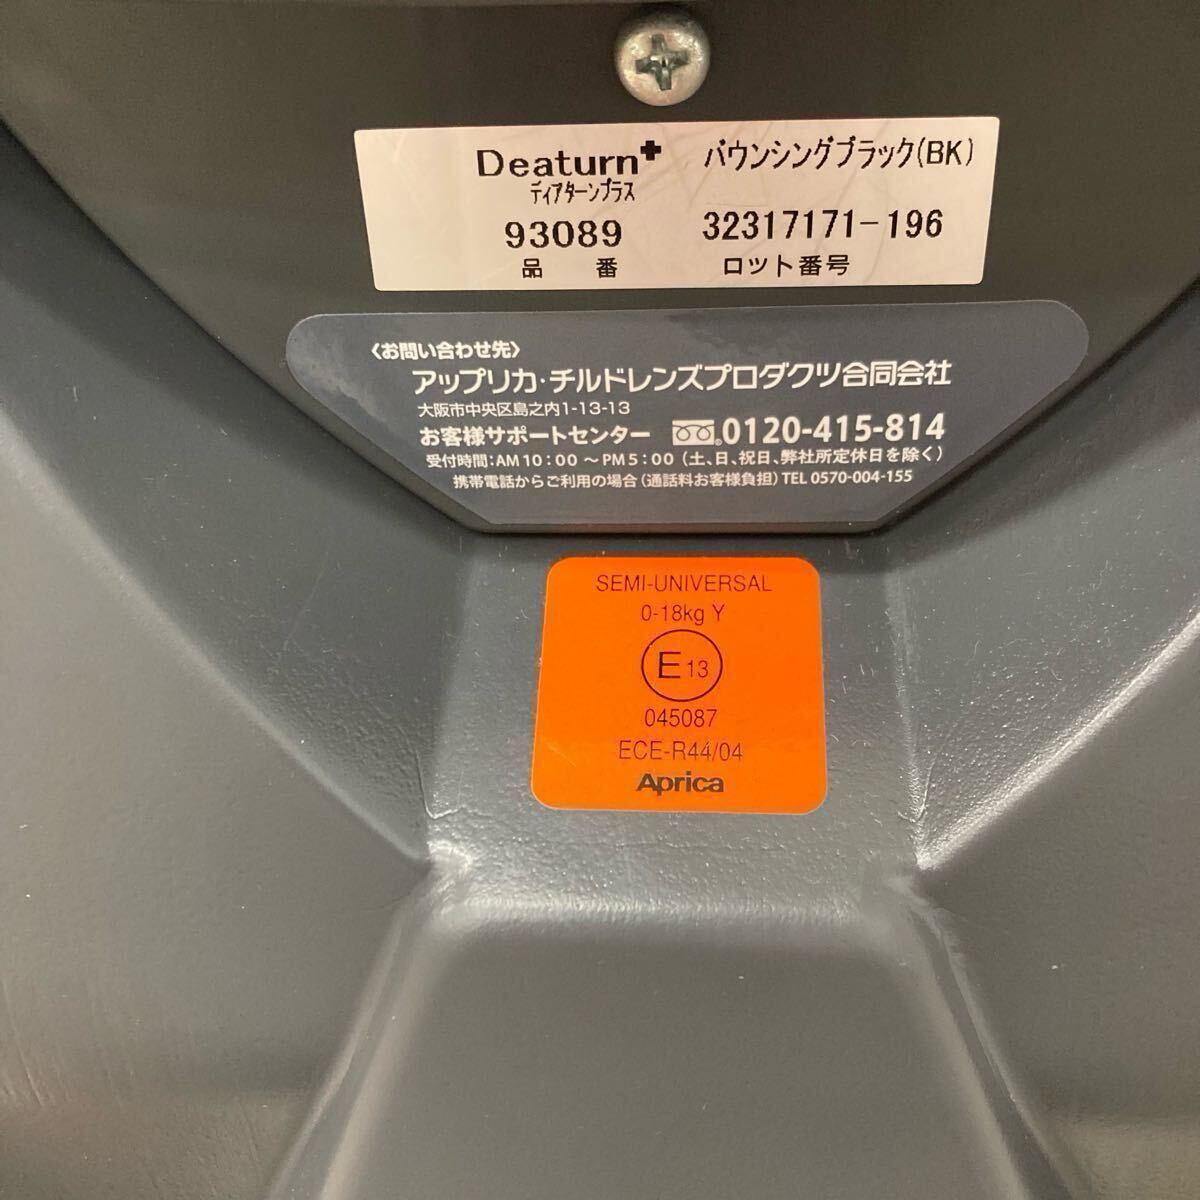 Deaturn✚ バウンシングブラック(BK)
ディアターンプラス
93089 32317171-196
品番 ロット番号
〈お問い合わせ先〉
アップリカ・チルドレンズプロダクツ合同会社
大阪市中央区島之内1-13-13
お客様サポートセンター 0120-415-814
受付時間:AM10:00～PM5:00（土、日、祝日、弊社所定休日を除く）
携帯電話からご利用の場合（通話料お客様負担）TEL 0570-004-155
SEMI-UNIVERSAL
0-18kg Y
E 13
045087
ECE-R44/04
Aprica